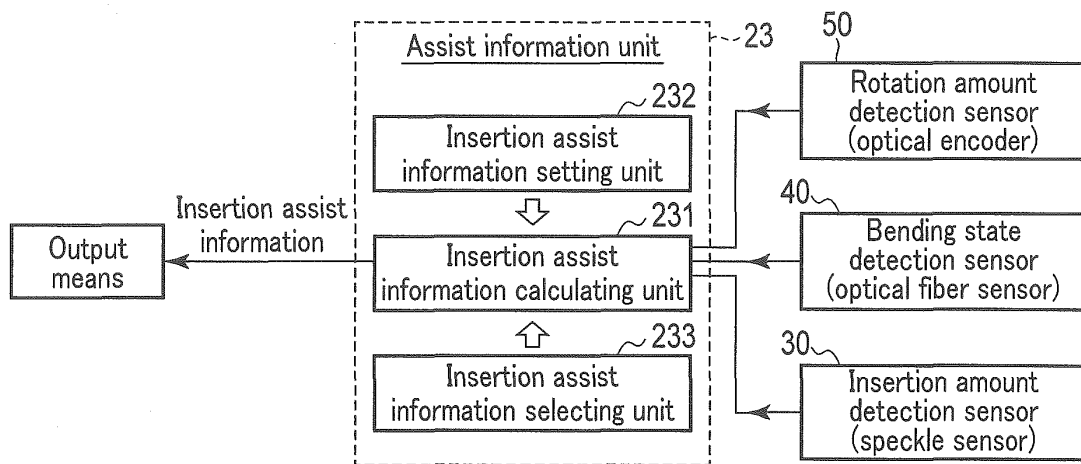 50
23
Assist information unit
Rotation amount
detection sensor
(optical encoder)
232
Insertion assist
information setting unit
40
Insertion assist
information
231
Bending state
detection sensor
(optical fiber sensor)
Output
means
Insertion assist
information calculating unit
233
30
Insertion assist
information selecting unit
Insertion amount
detection sensor
(speckle sensor)